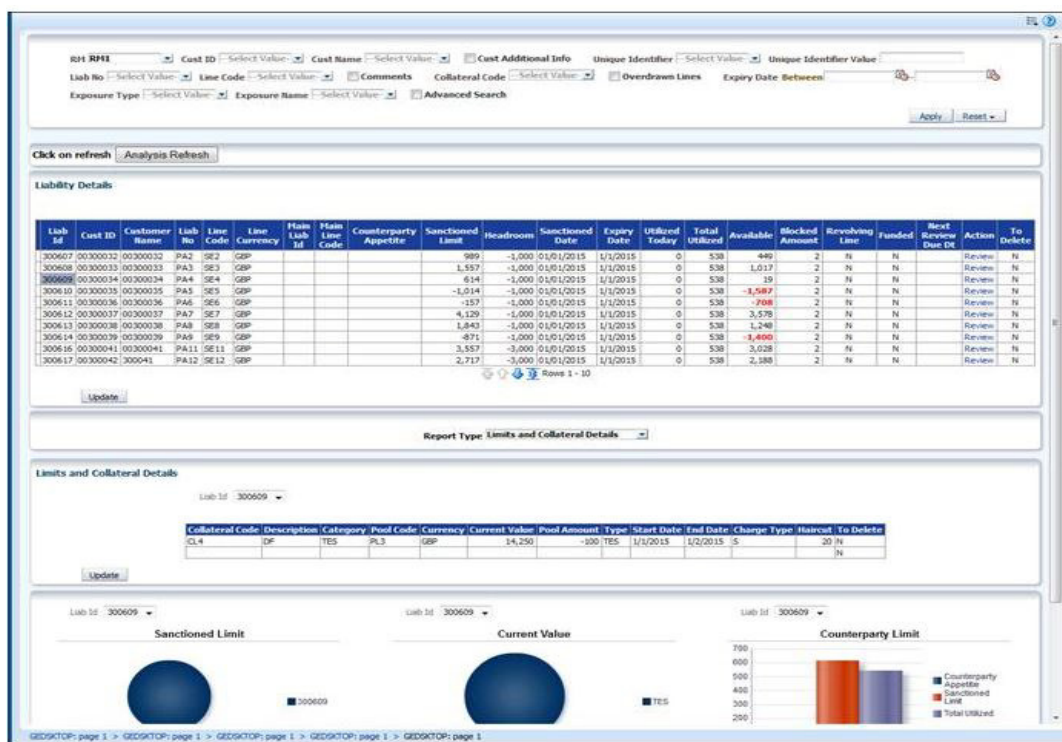 RM RM1 Cust ID --Select Value-- Cust Name --Select Value-- Cust Additional Info Unique Identifier --Select Value-- Unique Identifier Value
Liab No --Select Value-- Line Code --Select Value-- Comments Collateral Code --Select Value-- Overdrawn Lines Expiry Date Between
Exposure Type --Select Value-- Exposure Name --Select Value-- Advanced Search
Apply Reset
Click on refresh Analysis Refresh
Liability Details
Liab Id Cust ID Customer Name Liab No Line Code Line Currency Main Liab Id Main Line Code Counterparty Appetite Sanctioned Limit Headroom Sanctioned Date Expiry Date Utilized Today Total Utilized Available Blocked Amount Revolving Line Funded Next Review Due Dt Action To Delete
300607 00300032 00300032 PA2 SE2 GBP 989 -1,000 01/01/2015 1/1/2015 0 538 449 2 N N Review N
300608 00300033 00300033 PA3 SE3 GBP 1,557 -1,000 01/01/2015 1/1/2015 0 538 1,017 2 N N Review N
300609 00300034 00300034 PA4 SE4 GBP 614 -1,000 01/01/2015 1/1/2015 0 538 19 2 N N Review N
300610 00300035 00300035 PA5 SE5 GBP -1,014 -1,000 01/01/2015 1/1/2015 0 538 -1,587 2 N N Review N
300611 00300036 00300036 PA6 SE6 GBP -157 -1,000 01/01/2015 1/1/2015 0 538 -708 2 N N Review N
300612 00300037 00300037 PA7 SE7 GBP 4,129 -1,000 01/01/2015 1/1/2015 0 538 3,578 2 N N Review N
300613 00300038 00300038 PA8 SE8 GBP 1,843 -1,000 01/01/2015 1/1/2015 0 538 1,248 2 N N Review N
300614 00300039 00300039 PA9 SE9 GBP -871 -1,000 01/01/2015 1/1/2015 0 538 -1,400 2 N N Review N
300616 00300041 00300041 PA11 SE11 GBP 3,557 -3,000 01/01/2015 1/1/2015 0 538 3,028 2 N N Review N
300617 00300042 300041 PA12 SE12 GBP 2,717 -3,000 01/01/2015 1/1/2015 0 538 2,188 2 N N Review N
Rows 1 - 10
Update
Report Type Limits and Collateral Details
Limits and Collateral Details
Liab Id 300609
Collateral Code Description Category Pool Code Currency Current Value Pool Amount Type Start Date End Date Charge Type Haircut To Delete
CL4 DF TES PL3 GBP 14,250 -100 TES 1/1/2015 1/2/2015 S 20 N
N
Update
Liab Id 300609 Liab Id 300609 Liab Id 300609
Sanctioned Limit Current Value Counterparty Limit
300609
TES
700
600
500
400
300
200
Counterparty Appetite
Sanctioned Limit
Total Utilized
GEDSKTOP: page 1 > GEDSKTOP: page 1 > GEDSKTOP: page 1 > GEDSKTOP: page 1 > GEDSKTOP: page 1